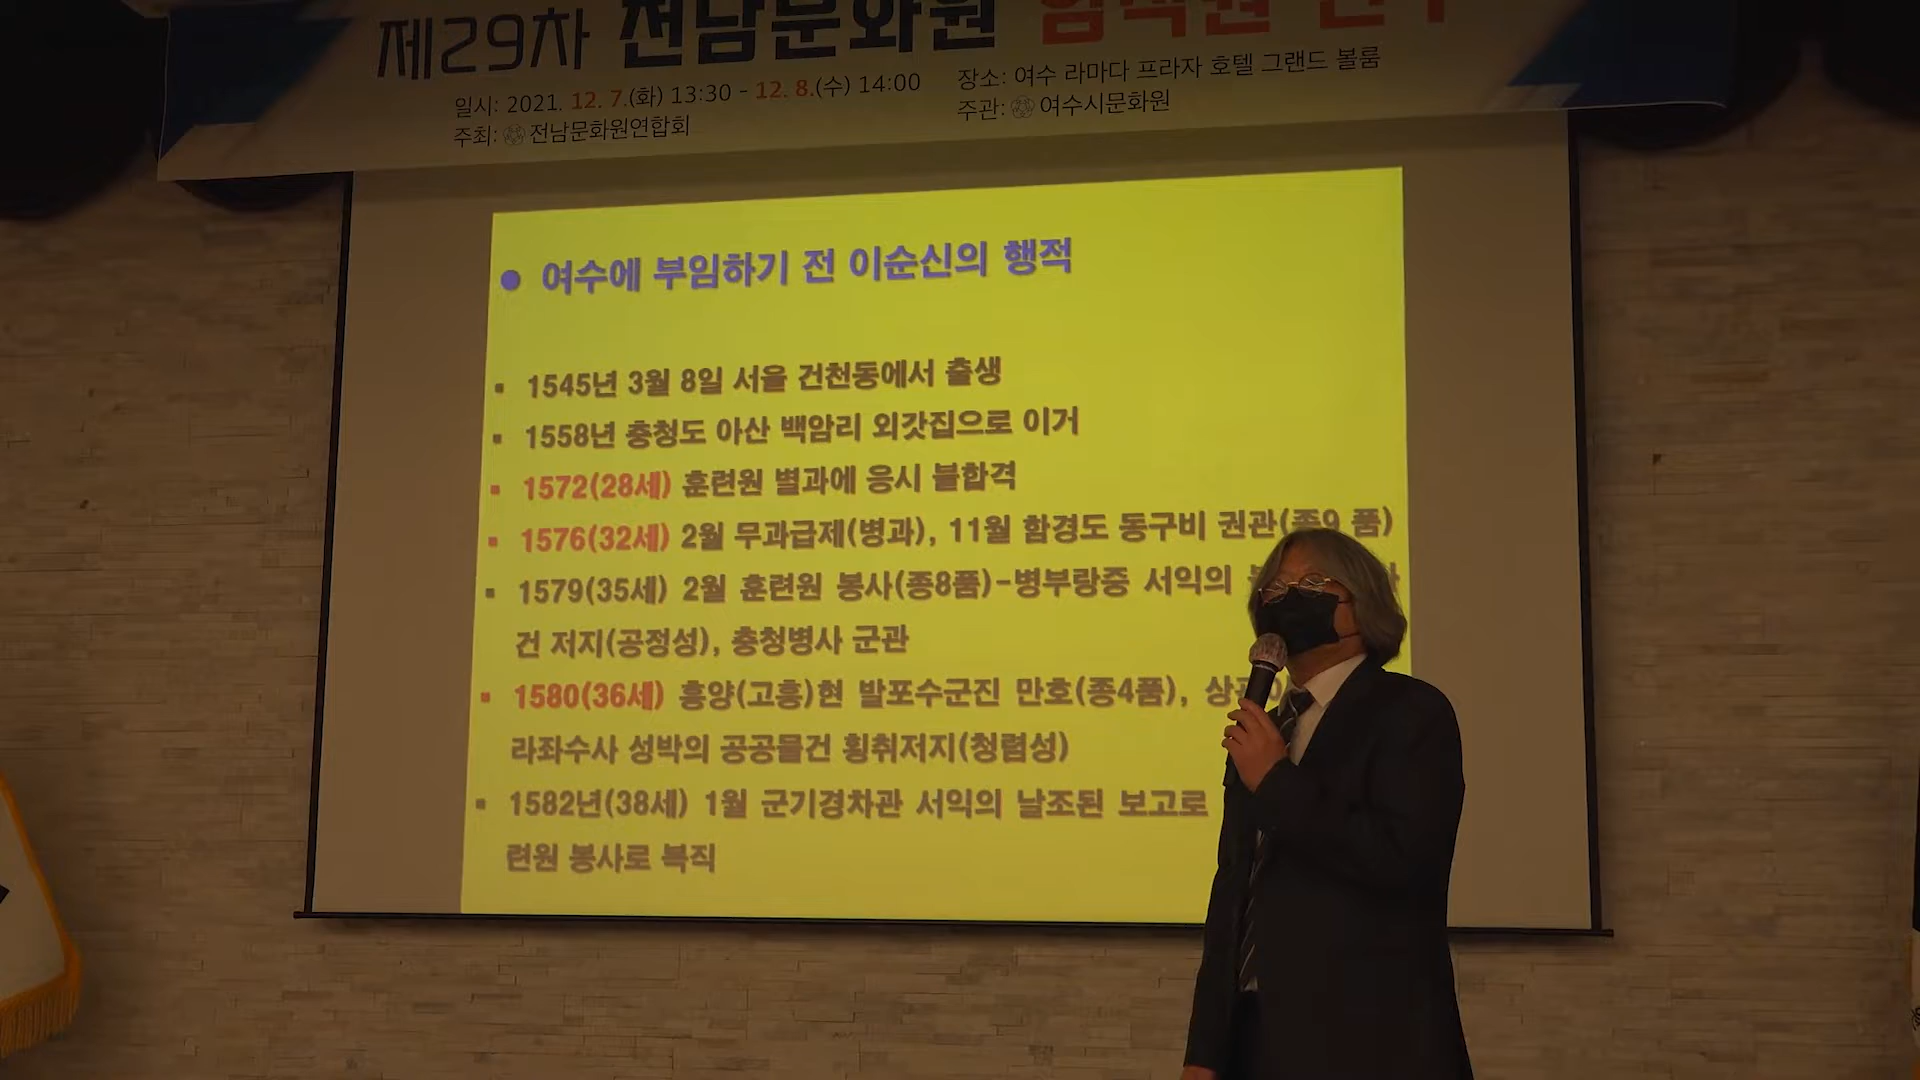 제29차 전남문화원 임직원 연수
일시: 2021. 12. 7.(화) 13:30 - 12. 8.(수) 14:00
장소: 여수 라마다 프라자 호텔 그랜드 볼룸
주최: 전남문화원연합회
주관: 여수시문화원
● 여수에 부임하기 전 이순신의 행적
▪ 1545년 3월 8일 서울 건천동에서 출생
▪ 1558년 충청도 아산 백암리 외갓집으로 이거
▪ 1572(28세) 훈련원 별과에 응시 불합격
▪ 1576(32세) 2월 무과급제(병과), 11월 함경도 동구비 권관(종9 품)
▪ 1579(35세) 2월 훈련원 봉사(종8품)-병부랑중 서익의
건 저지(공정성), 충청병사 군관
▪ 1580(36세) 흥양(고흥)현 발포수군진 만호(종4품),
라좌수사 성박의 공공물건 횡취저지(청렴성)
▪ 1582년(38세) 1월 군기경차관 서익의 날조된 보고로
련원 봉사로 복직